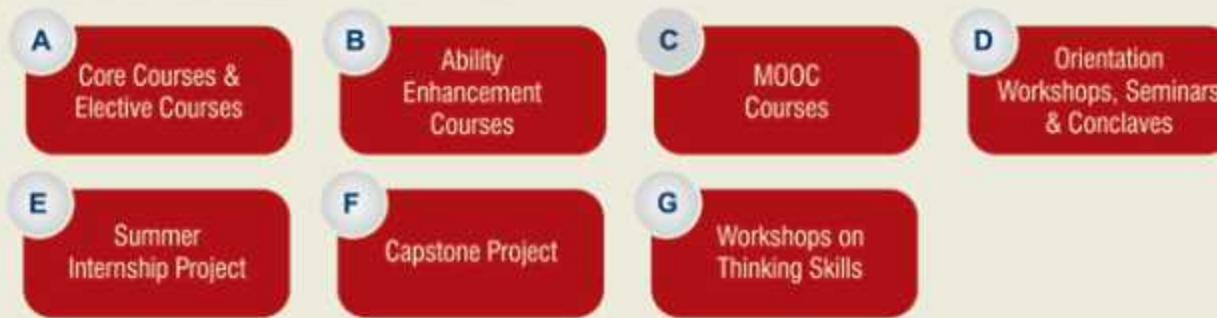 A
Core Courses &
Elective Courses
B
Ability
Enhancement
Courses
C
MOOC
Courses
D
Orientation
Workshops, Seminars
& Conclaves
E
Summer
Internship Project
F
Capstone Project
G
Workshops on
Thinking Skills